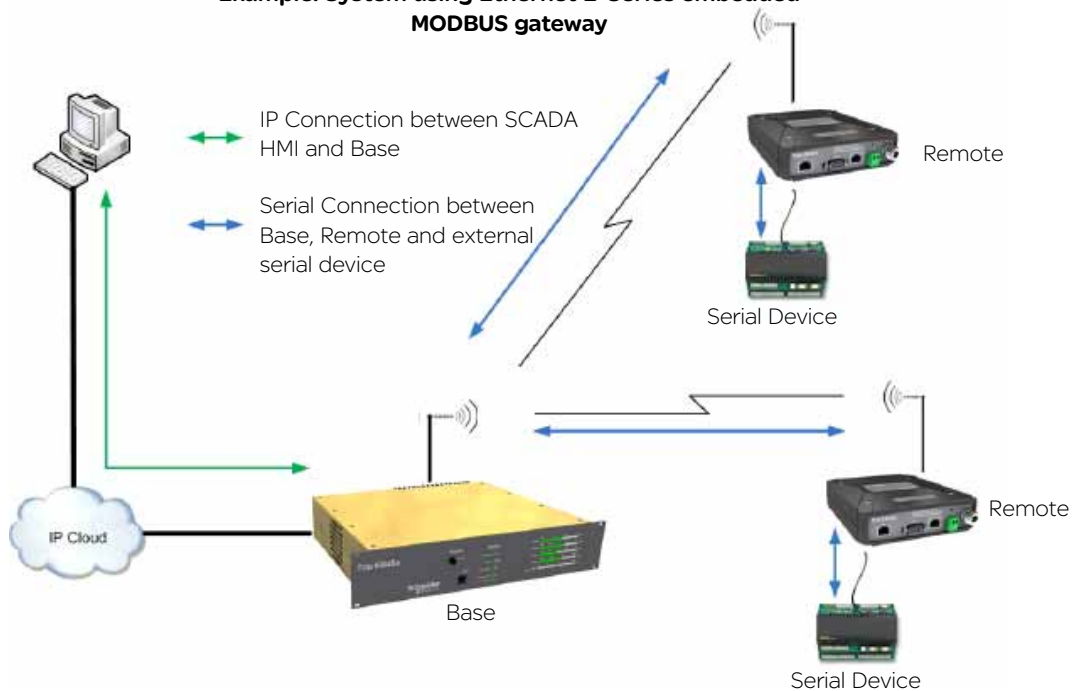 MODBUS gateway
IP Connection between SCADA
HMI and Base
Serial Connection between
Base, Remote and external
serial device
Remote
Serial Device
Remote
IP Cloud
Base
Serial Device